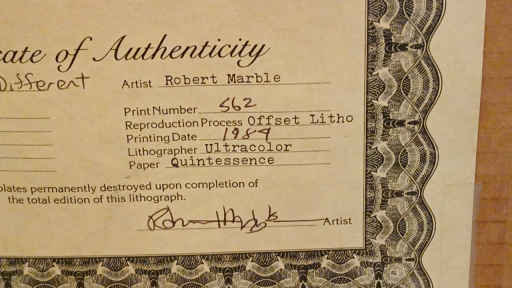 cate of Authenticity
Different
Artist Robert Marble
Print Number 562
Reproduction Process Offset Litho
Printing Date 1989
Lithographer Ultracolor
Paper Quintessence
plates permanently destroyed upon completion of
the total edition of this lithograph.
Artist